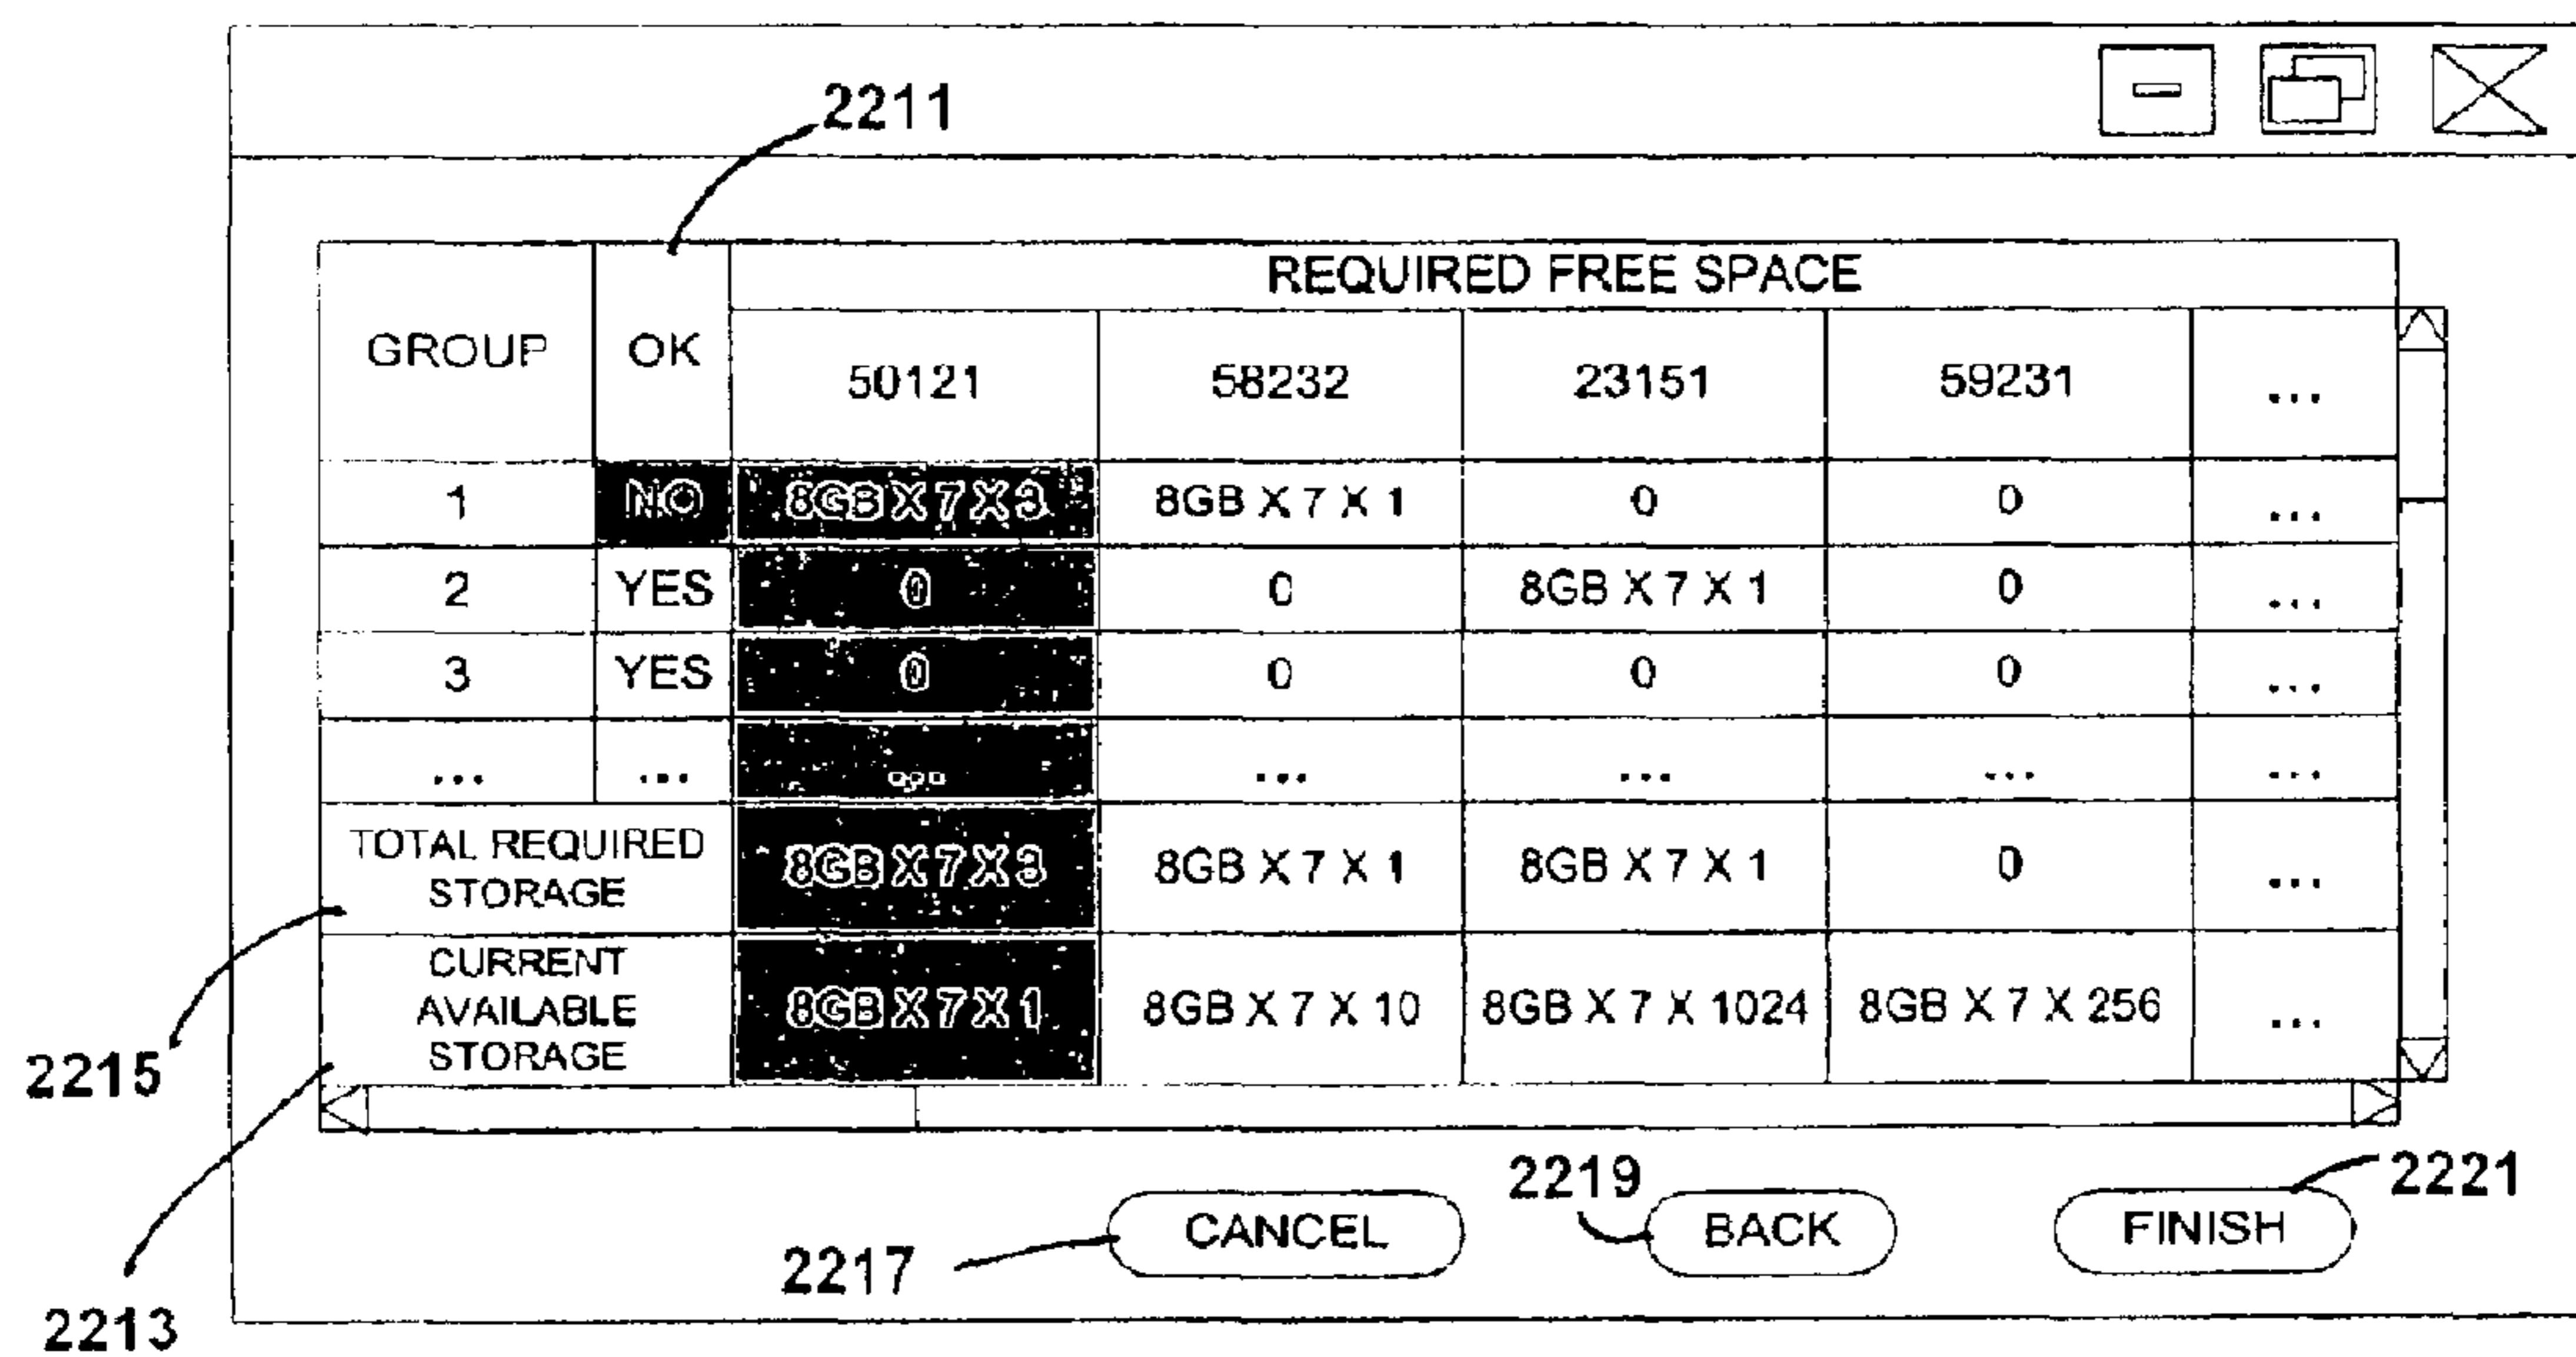 2211
REQUIRED FREE SPACE
GROUP OK 50121 58232 23151 59231 ...
1 NO 8GB X 7 X 3 8GB X 7 X 1 0 0 ...
2 YES 0 0 8GB X 7 X 1 0 ...
3 YES 0 0 0 0 ...
... ... ... ... ... ... ...
TOTAL REQUIRED
STORAGE 8GB X 7 X 3 8GB X 7 X 1 8GB X 7 X 1 0 ...
CURRENT
AVAILABLE
STORAGE 8GB X 7 X 1 8GB X 7 X 10 8GB X 7 X 1024 8GB X 7 X 256 ...
2215
2213
2217 CANCEL 2219 BACK FINISH 2221